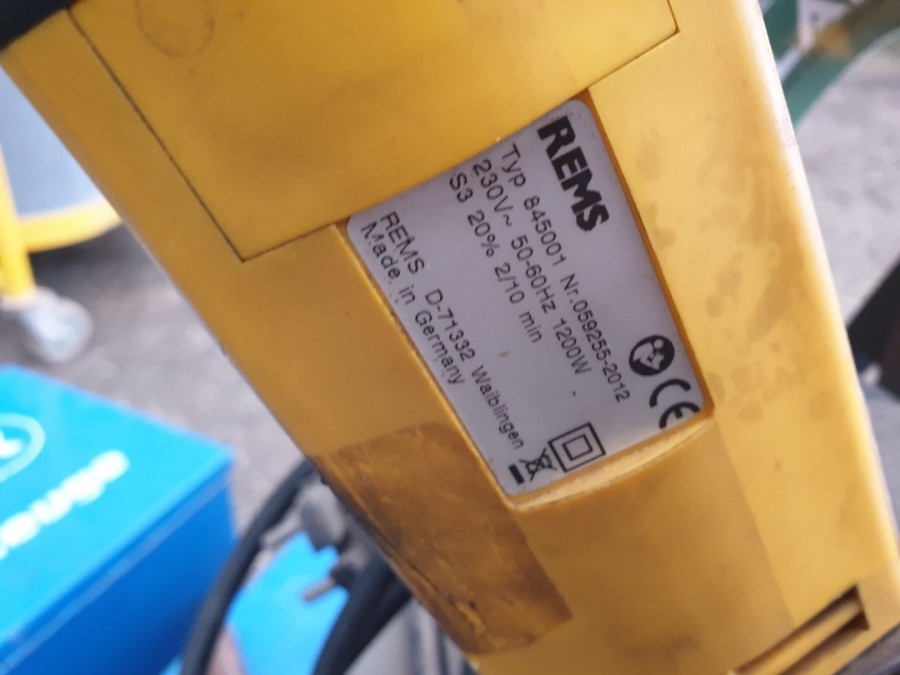 REMS
Typ 845001 Nr.059255-2012
230V~ 50-60Hz 1200W
S3 20% 2/10 min
REMS D-71332 Waiblingen
Made in Germany
CE